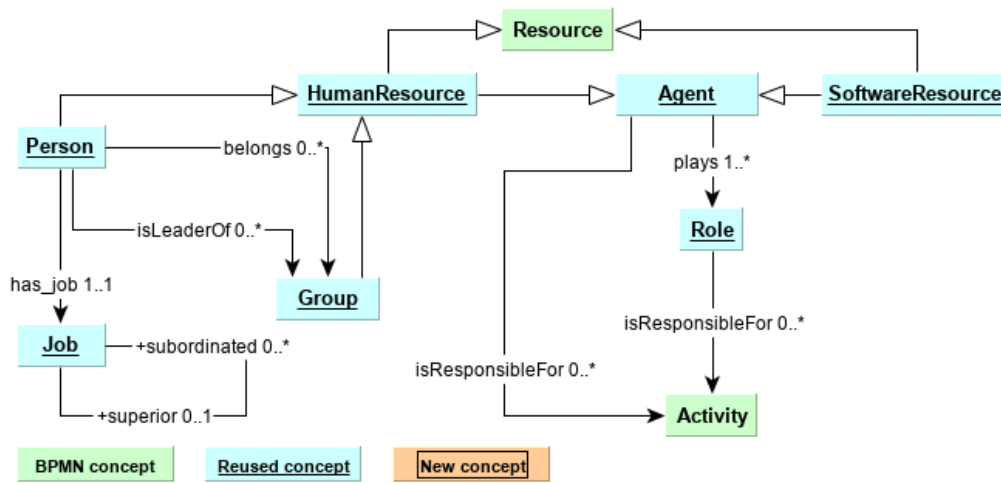 Resource
HumanResource
Agent
SoftwareResource
Person
belongs 0..*
plays 1..*
isLeaderOf 0..*
Role
has_job 1..1
Group
isResponsibleFor 0..*
Job
+subordinated 0..*
isResponsibleFor 0..*
+superior 0..1
Activity
BPMN concept
Reused concept
New concept